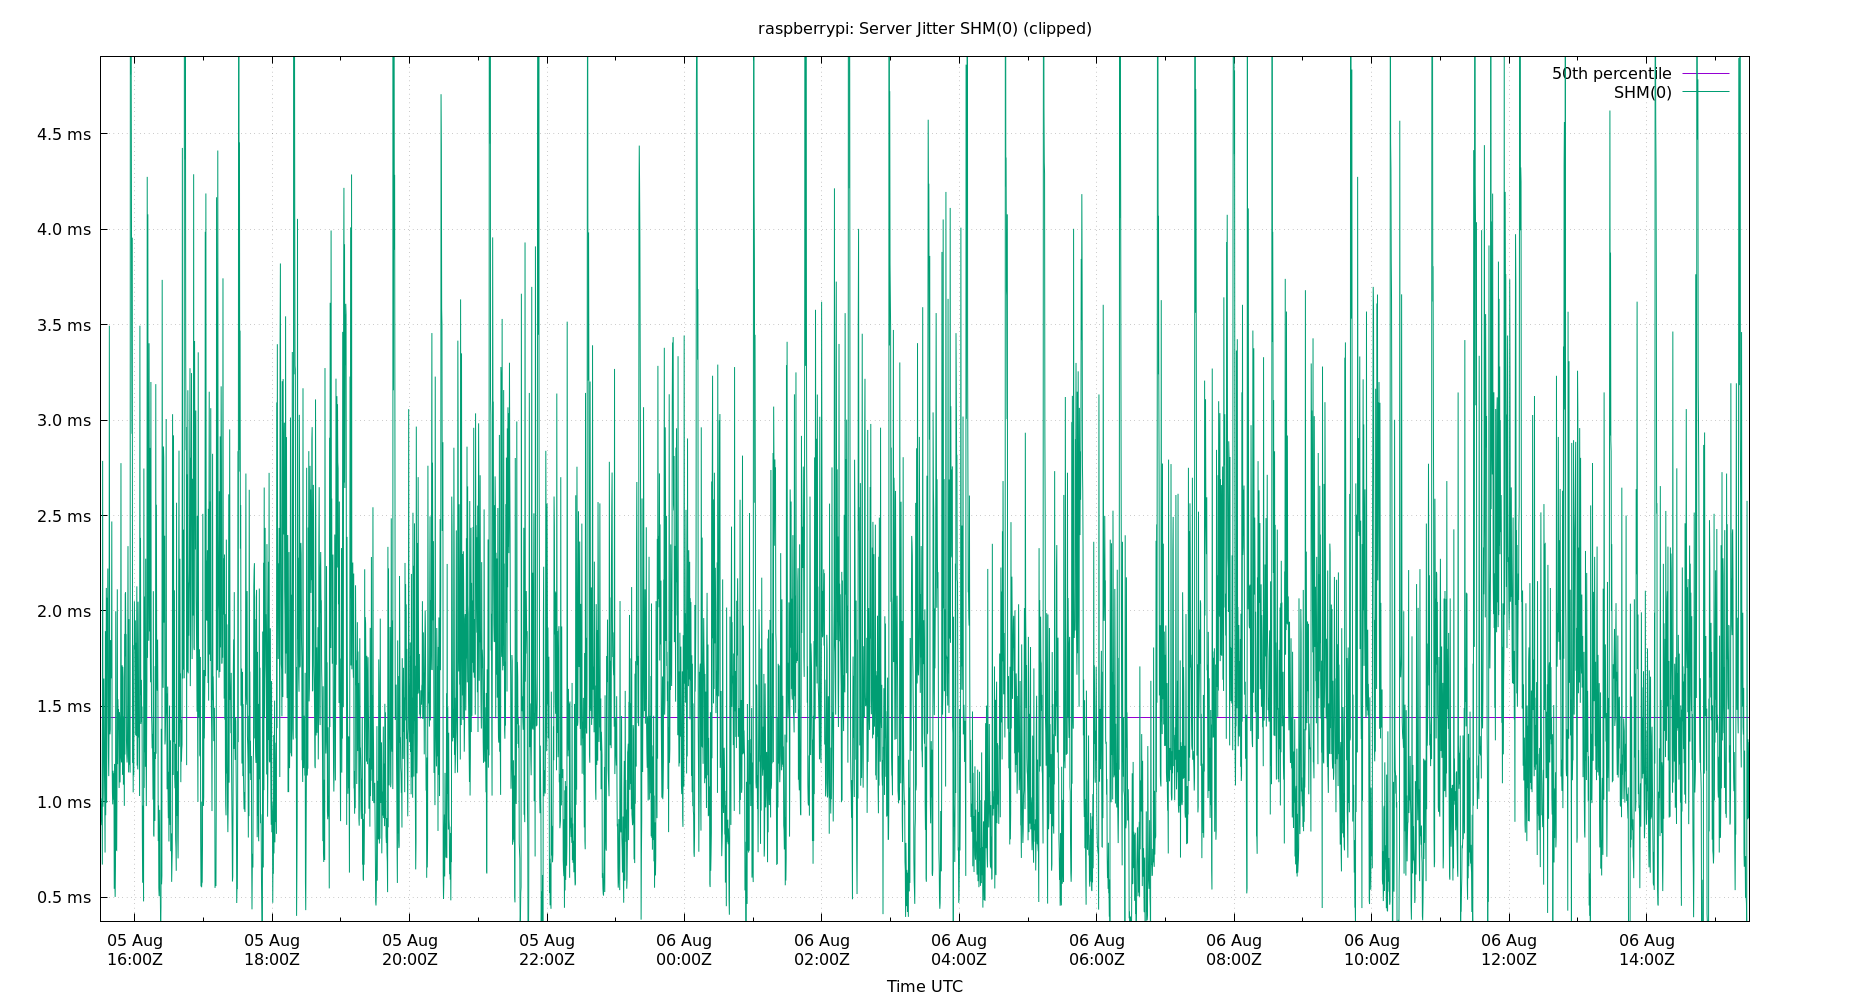 raspberrypi: Server Jitter SHM(0) (clipped)
50th percentile
SHM(0)
4.5 ms
4.0 ms
3.5 ms
3.0 ms
2.5 ms
2.0 ms
1.5 ms
1.0 ms
0.5 ms
05 Aug 05 Aug 05 Aug 05 Aug 06 Aug 06 Aug 06 Aug 06 Aug 06 Aug 06 Aug 06 Aug 06 Aug
16:00Z 18:00Z 20:00Z 22:00Z 00:00Z 02:00Z 04:00Z 06:00Z 08:00Z 10:00Z 12:00Z 14:00Z
Time UTC